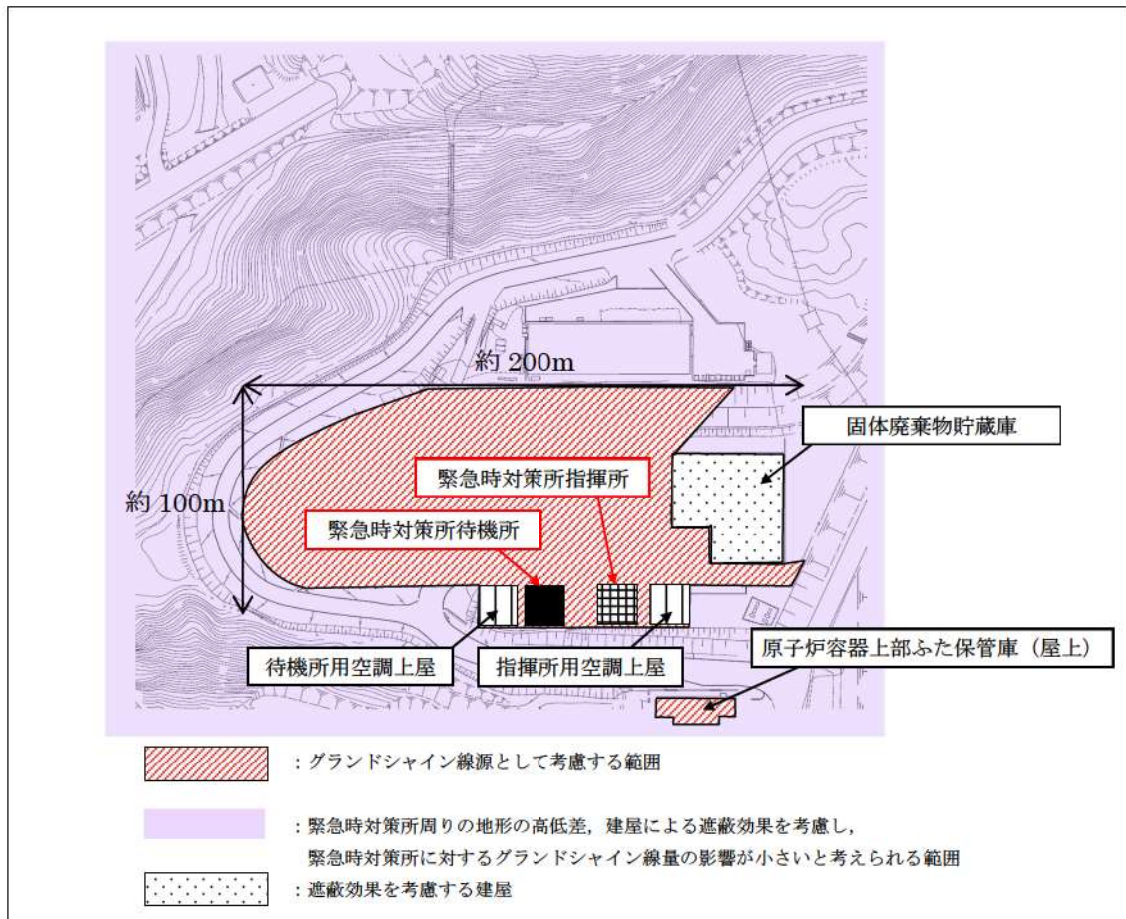 約 200m
固体廃棄物貯蔵庫
緊急時対策所指揮所
約 100m
緊急時対策所待機所
待機所用空調上屋
指揮所用空調上屋
原子炉容器上部ふた保管庫（屋上）
：グランドシャイン線源として考慮する範囲
：緊急時対策所周りの地形の高低差，建屋による遮蔽効果を考慮し，
緊急時対策所に対するグランドシャイン線量の影響が小さいと考えられる範囲
：遮蔽効果を考慮する建屋